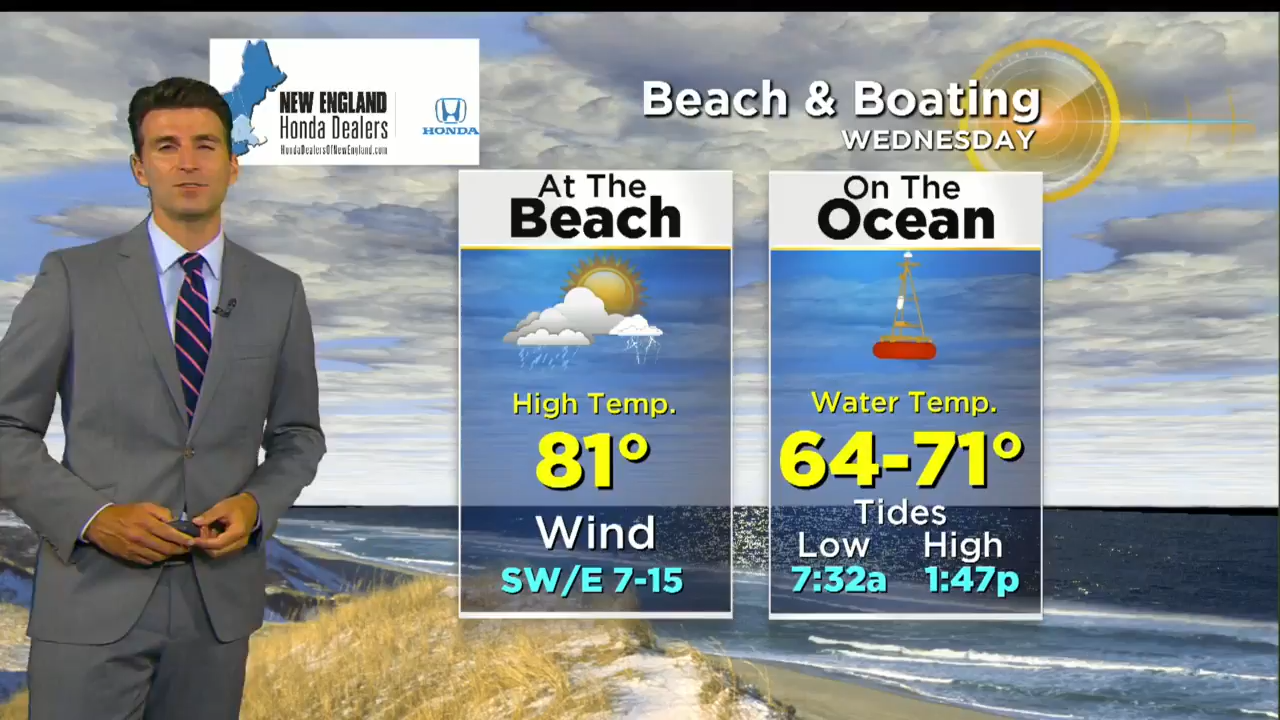 NEW ENGLAND
Honda Dealers
HondaDealersOfNewEngland.com
HONDA
Beach & Boating
WEDNESDAY
At The
Beach
High Temp.
81°
Wind
SW/E 7-15
On The
Ocean
Water Temp.
64-71°
Tides
Low High
7:32a 1:47p